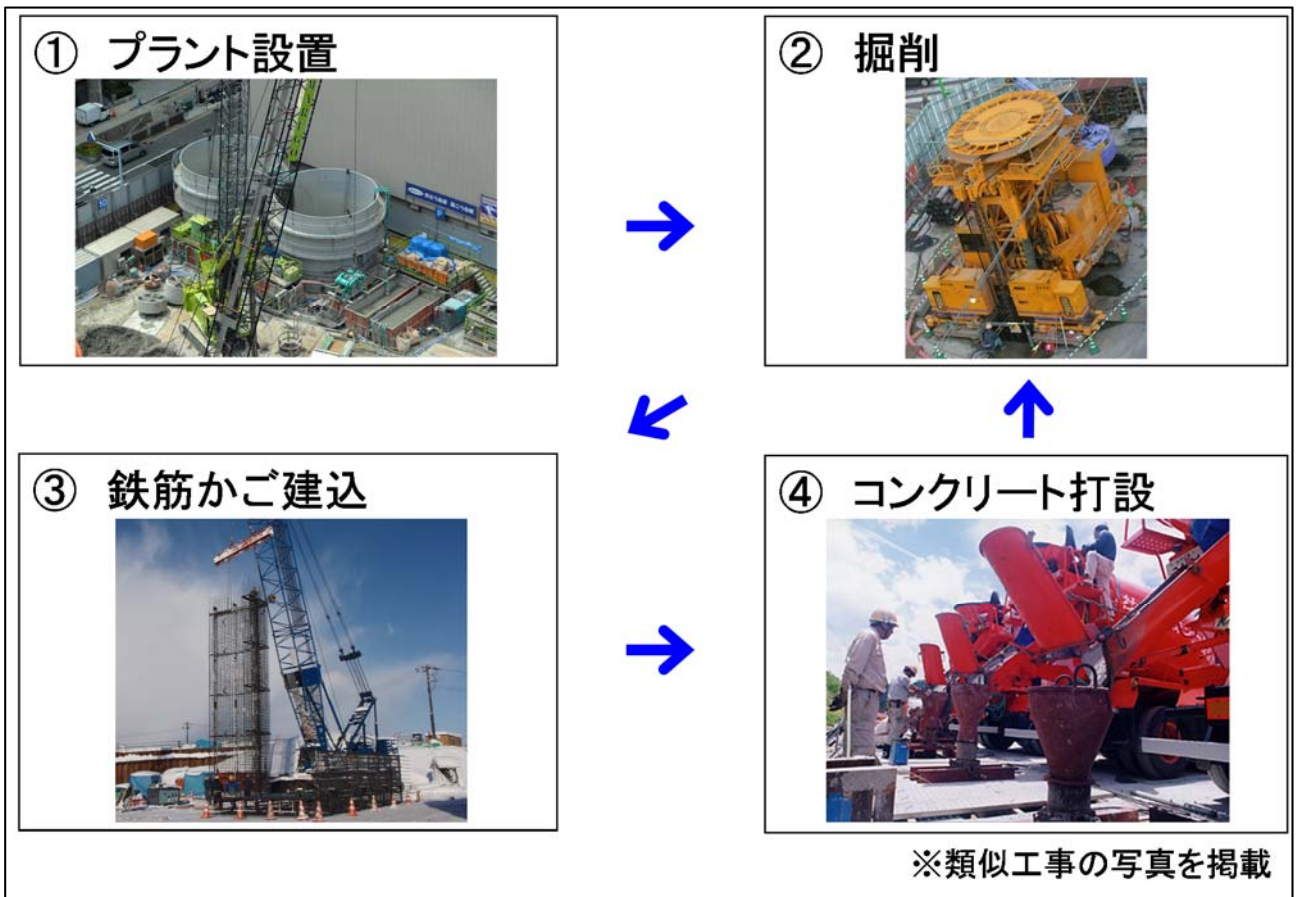 ① プラント設置
② 掘削
③ 鉄筋かご建込
④ コンクリート打設
※類似工事の写真を掲載